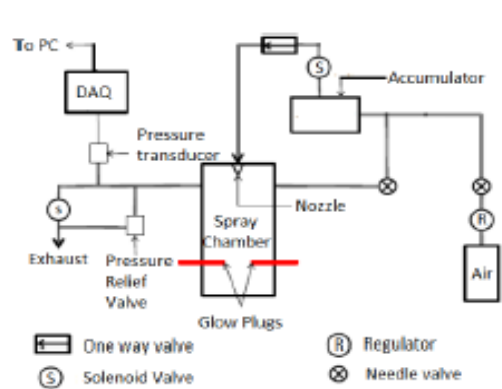 To PC
DAQ
S
Accumulator
Pressure
transducer
S
Nozzle
Spray
Chamber
R
Exhaust
Pressure
Relief
Valve
Air
Glow Plugs
One way valve
R Regulator
S Solenoid Valve
Needle valve